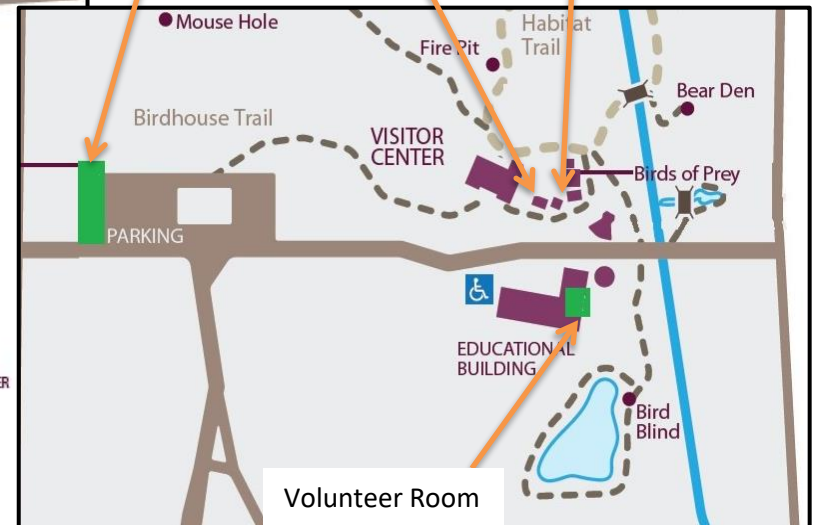 Mouse Hole
Habitat
Trail
Fire Pit
Bear Den
Birdhouse Trail
VISITOR
CENTER
Birds of Prey
PARKING
EDUCATIONAL
BUILDING
Bird
Blind
Volunteer Room